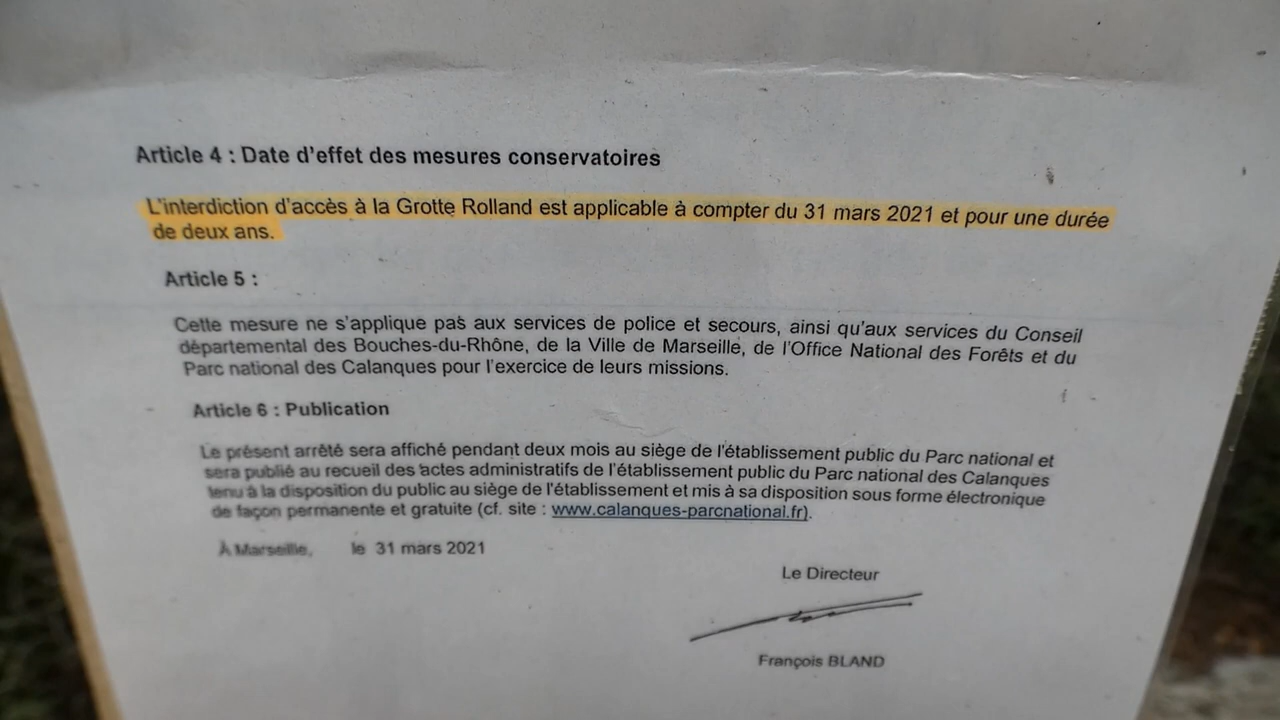 Article 4 : Date d'effet des mesures conservatoires
L'interdiction d'accès à la Grotte Rolland est applicable à compter du 31 mars 2021 et pour une durée
de deux ans.
Article 5 :
Cette mesure ne s'applique pas aux services de police et secours, ainsi qu'aux services du Conseil
départemental des Bouches-du-Rhône, de la Ville de Marseille, de l'Office National des Forêts et du
Parc national des Calanques pour l'exercice de leurs missions.
Article 6 : Publication
Le présent arrêté sera affiché pendant deux mois au siège de l'établissement public du Parc national et
sera publié au recueil des actes administratifs de l'établissement public du Parc national des Calanques
tenu à la disposition du public au siège de l'établissement et mis à sa disposition sous forme électronique
de façon permanente et gratuite (cf. site : www.calanques-parcnational.fr).
À Marseille, le 31 mars 2021
Le Directeur
François BLAND